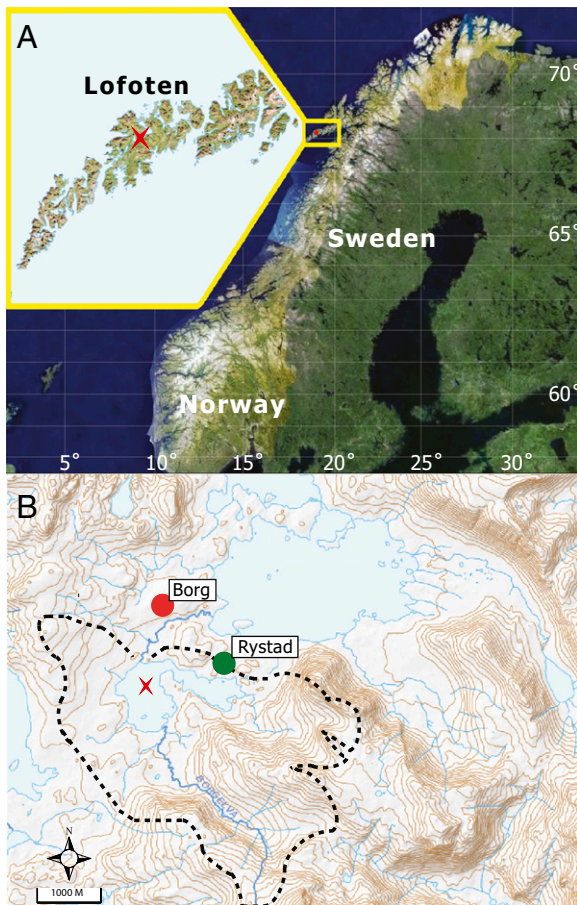 A
Lofoten
70°
Sweden
65°
Norway
60°
5°
10°
15°
20°
25°
30°
B
Borg
Rystad
BORGELVA
N
1000 M